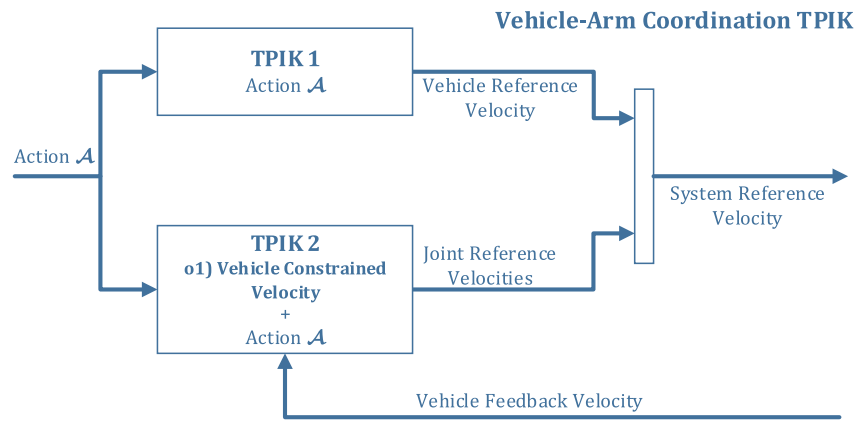 Vehicle-Arm Coordination TPIK
TPIK 1
Action 𝓐
Vehicle Reference
Velocity
Action 𝓐
System Reference
Velocity
TPIK 2
o1) Vehicle Constrained
Velocity
+
Action 𝓐
Joint Reference
Velocities
Vehicle Feedback Velocity